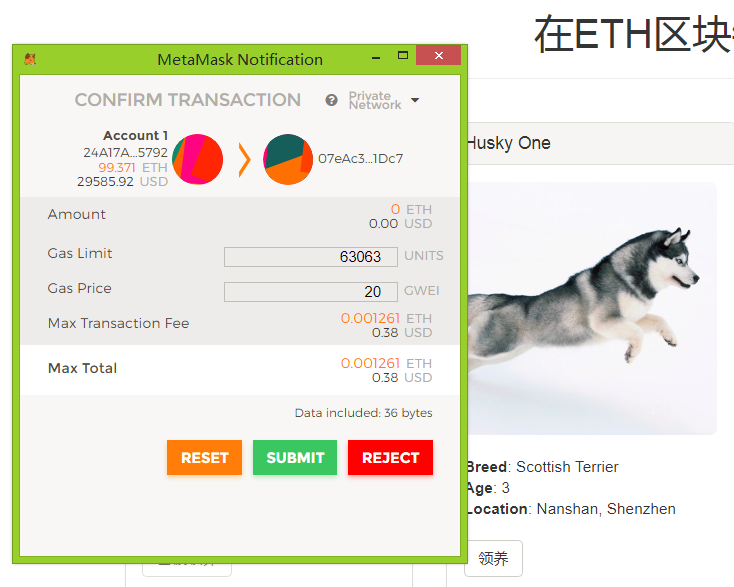 在ETH区块
MetaMask Notification
CONFIRM TRANSACTION
Private Network
Account 1
24A17A...5792
99.371 ETH
29585.92 USD
07eAc3...1Dc7
Amount
0 ETH
0.00 USD
Gas Limit
63063 UNITS
Gas Price
20 GWEI
Max Transaction Fee
0.001261 ETH
0.38 USD
Max Total
0.001261 ETH
0.38 USD
Data included: 36 bytes
RESET SUBMIT REJECT
Husky One
Breed: Scottish Terrier
Age: 3
Location: Nanshan, Shenzhen
领养